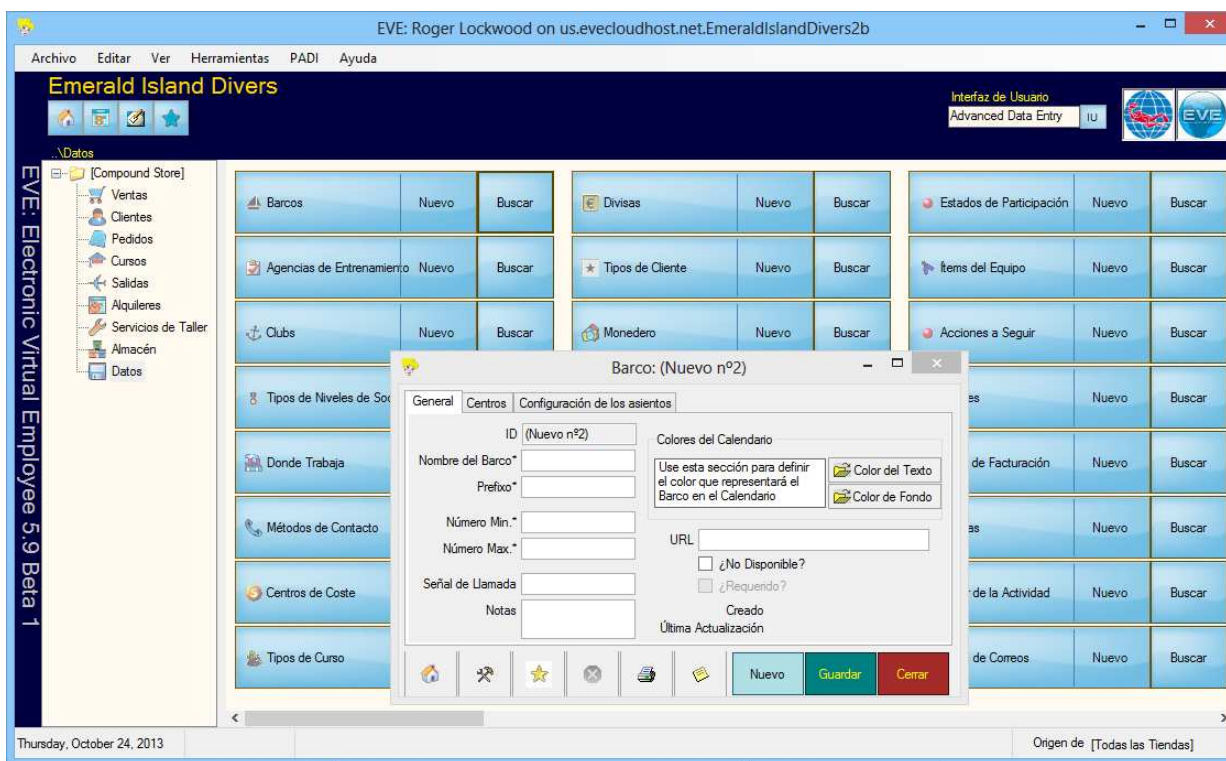 EVE: Roger Lockwood on us.evecloudhost.net.EmeraldIslandDivers2b
Archivo Editar Ver Herramientas PADI Ayuda
Emerald Island Divers
Interfaz de Usuario
Advanced Data Entry IU
EVE
..\Datos
EVE: Electronic Virtual Employee 5.9 Beta 1
[Compound Store]
Ventas
Clientes
Pedidos
Cursos
Salidas
Alquileres
Servicios de Taller
Almacén
Datos
Barcos Nuevo Buscar Divisas Nuevo Buscar Estados de Participación Nuevo Buscar
Agencias de Entrenamiento Nuevo Buscar Tipos de Cliente Nuevo Buscar Ítems del Equipo Nuevo Buscar
Clubs Nuevo Buscar Monedero Nuevo Buscar Acciones a Seguir Nuevo Buscar
Tipos de Niveles de Soc es Nuevo Buscar
Donde Trabaja de Facturación Nuevo Buscar
Métodos de Contacto as Nuevo Buscar
Centros de Coste de la Actividad Nuevo Buscar
Tipos de Curso de Correos Nuevo Buscar
Barco: (Nuevo nº2)
General Centros Configuración de los asientos
ID (Nuevo nº2)
Nombre del Barco*
Prefixo*
Número Min.*
Número Max.*
Señal de Llamada
Notas
Colores del Calendario
Use esta sección para definir
el color que representará el
Barco en el Calendario
Color del Texto
Color de Fondo
URL
¿No Disponible?
¿Requerido?
Creado
Última Actualización
Nuevo Guardar Cerrar
Thursday, October 24, 2013
Origen de [Todas las Tiendas]